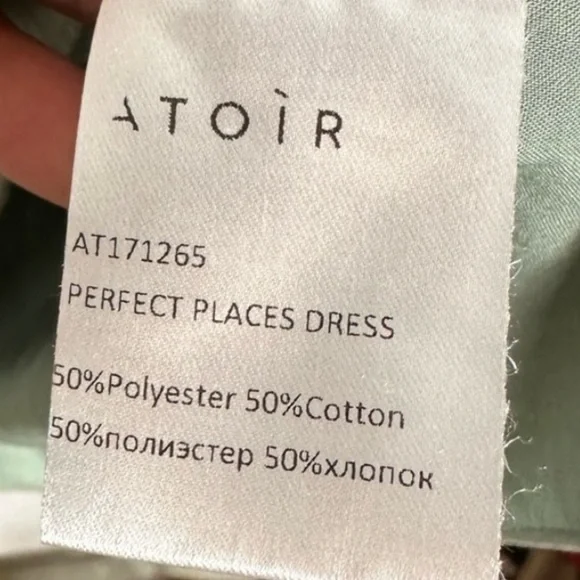 ATOÌR
AT171265
PERFECT PLACES DRESS
50%Polyester 50%Cotton
50%полиэстер 50%хлопок